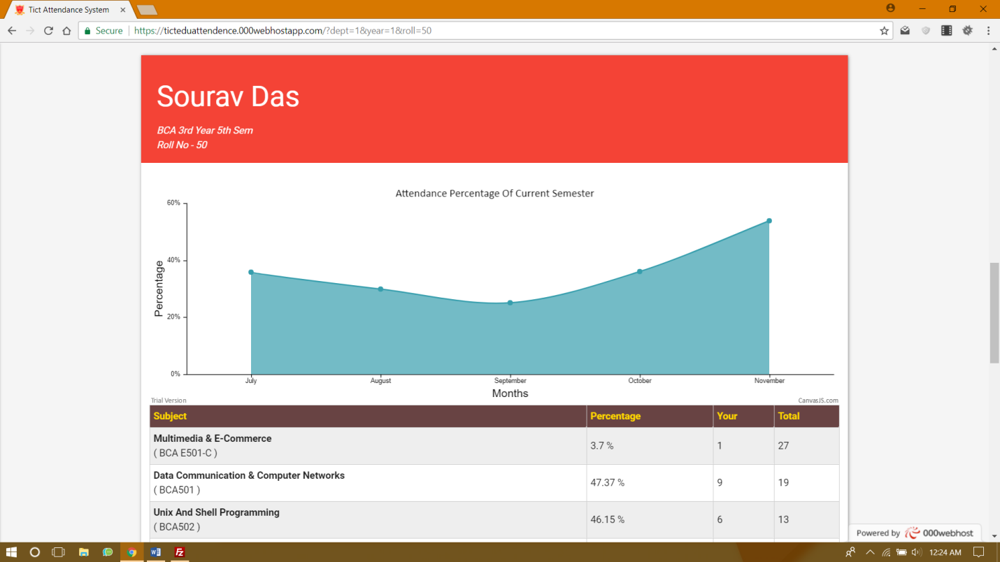 Tict Attendance System
Secure https://ticteduattendence.000webhostapp.com/?dept=1&year=1&roll=50
Sourav Das
BCA 3rd Year 5th Sem
Roll No - 50
Attendance Percentage Of Current Semester
60%
40%
20%
0%
Percentage
July August September October November
Months
Trial Version CanvasJS.com
Subject Percentage Your Total
Multimedia & E-Commerce
( BCA E501-C ) 3.7 % 1 27
Data Communication & Computer Networks
( BCA501 ) 47.37 % 9 19
Unix And Shell Programming
( BCA502 ) 46.15 % 6 13
Powered by 000webhost
12:24 AM